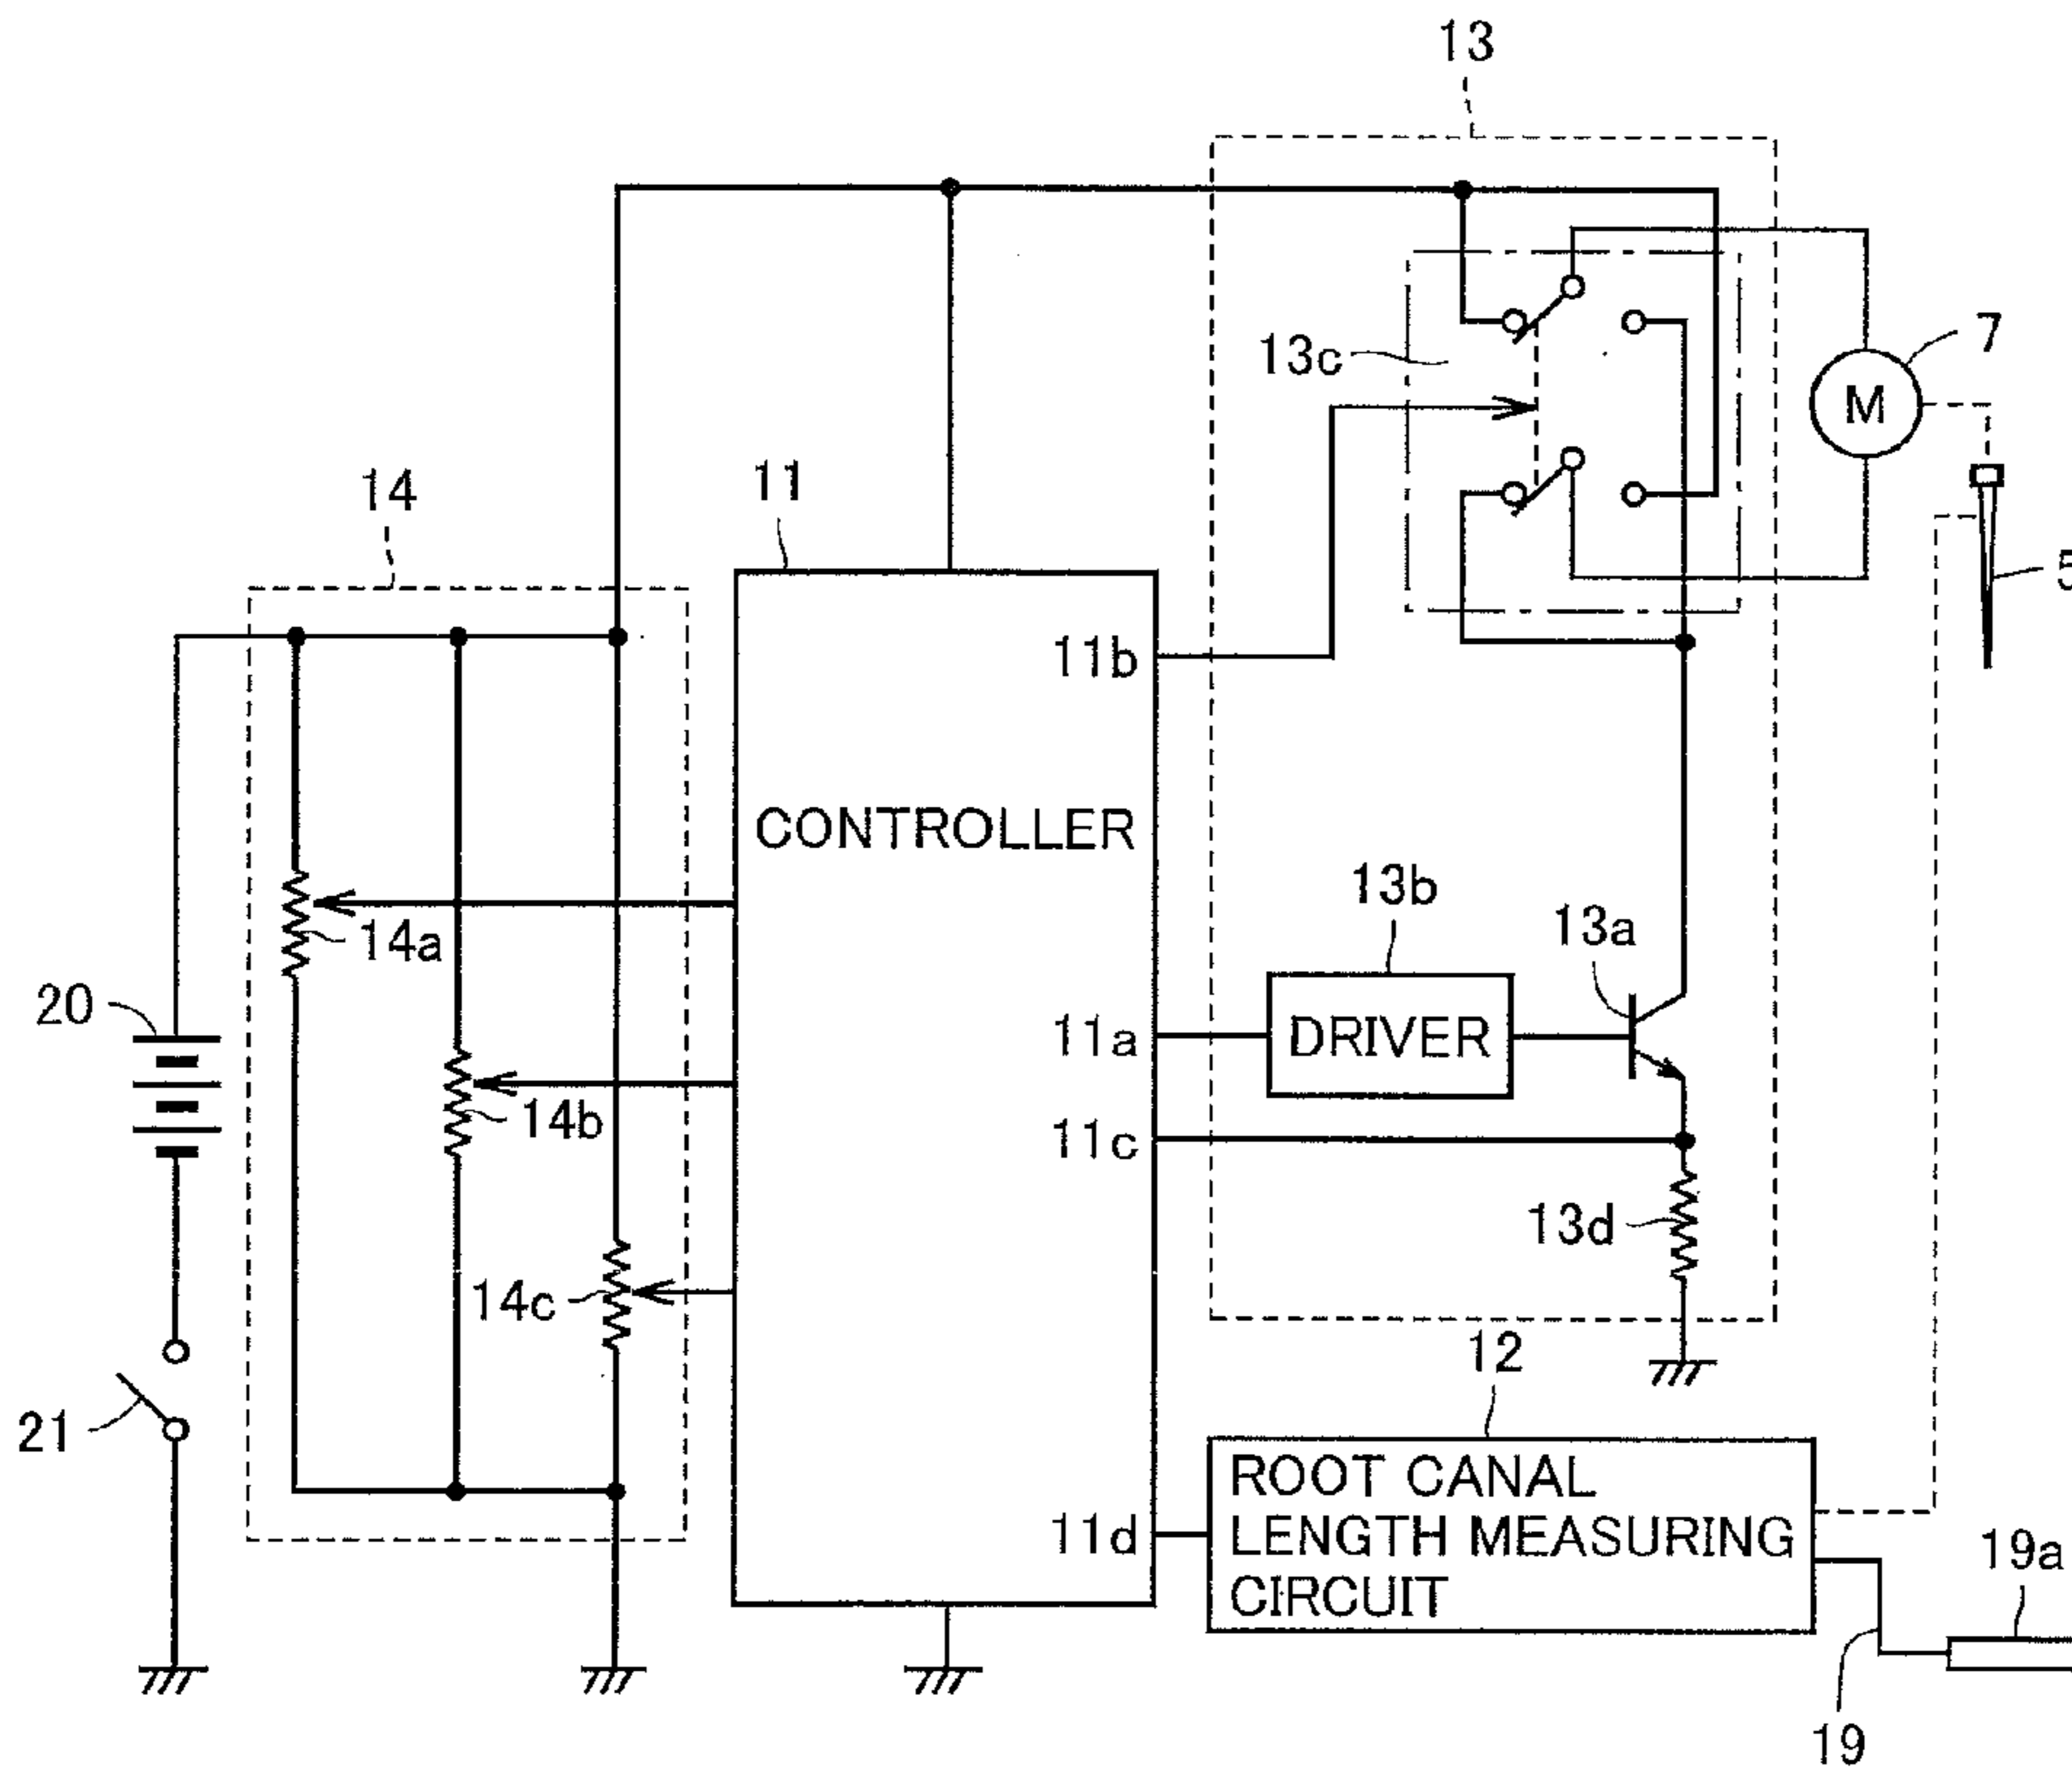 13
13c
7
M
14
11
5
11b
CONTROLLER
13b
14a
13a
20
11a
DRIVER
14b
11c
13d
14c
12
21
ROOT CANAL
LENGTH MEASURING
CIRCUIT
11d
19a
19